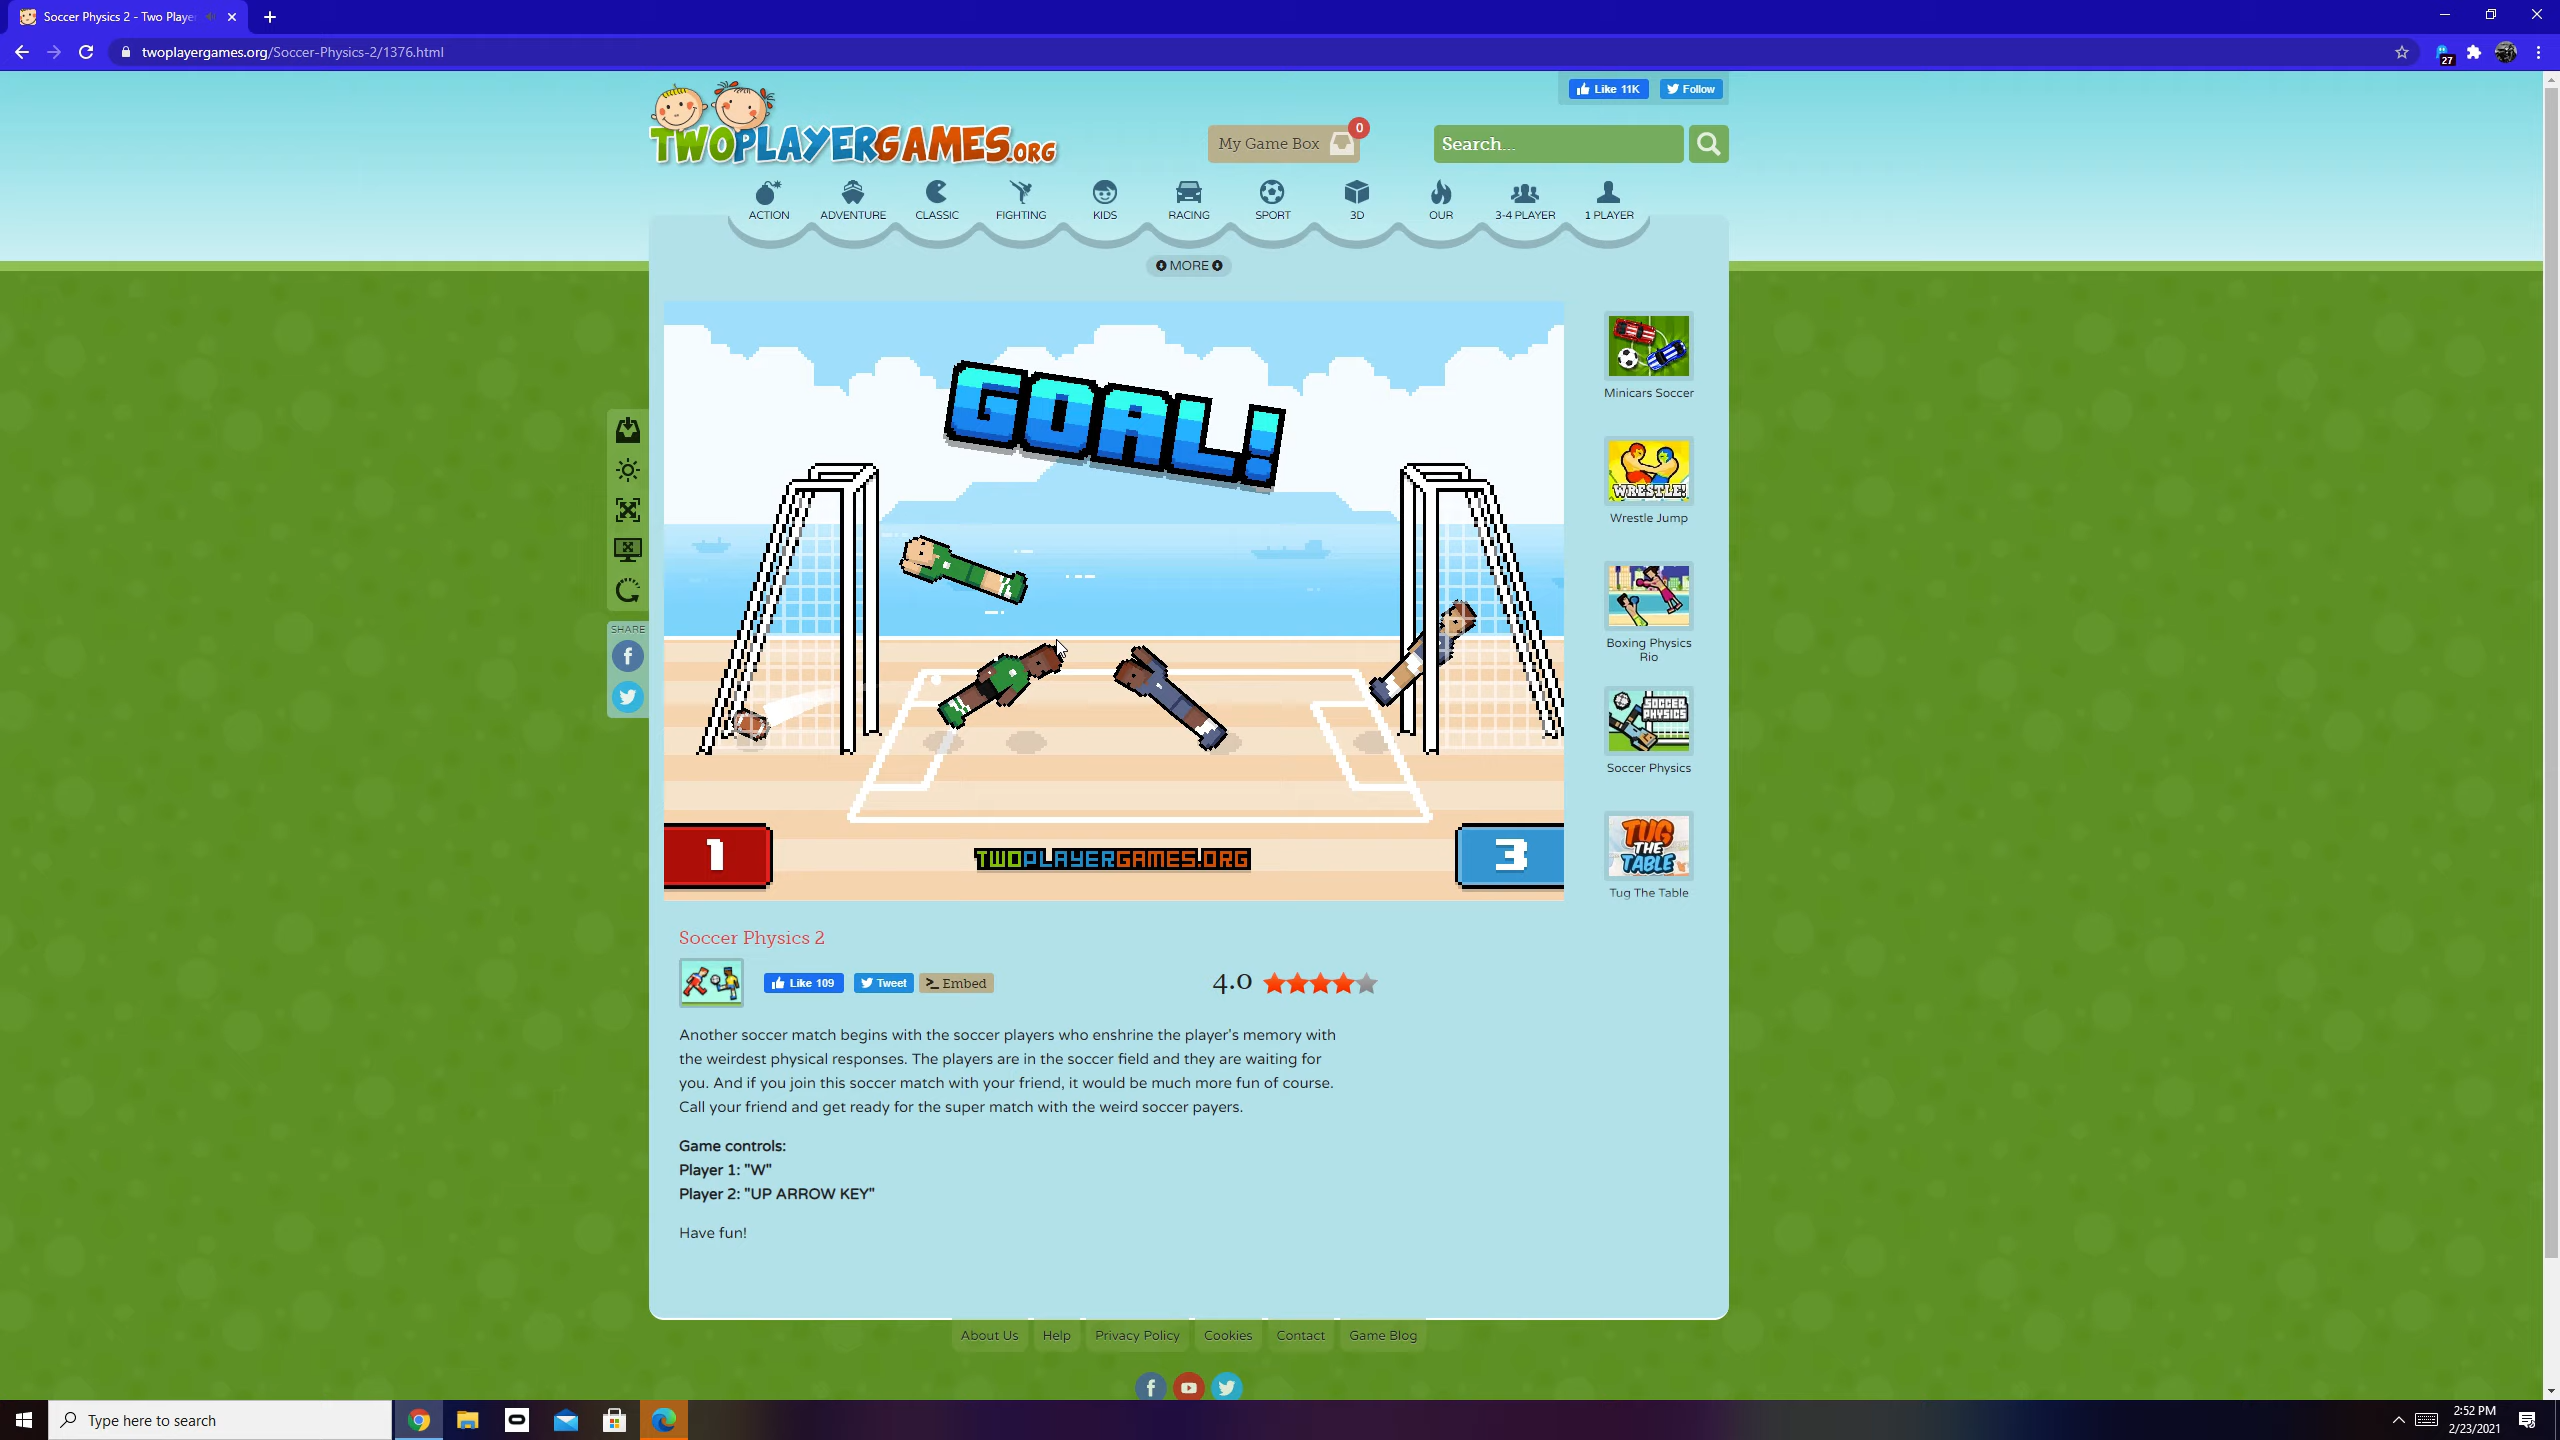 Soccer Physics 2 - Two Playe
twoplayergames.org/Soccer-Physics-2/1376.html
27
Like 11K
Follow
TWOPLAYERGAMES.ORG
My Game Box
0
Search...
ACTION
ADVENTURE
CLASSIC
FIGHTING
KIDS
RACING
SPORT
3D
OUR
3-4 PLAYER
1 PLAYER
MORE
GOAL!
Minicars Soccer
WRESTLE!
Wrestle Jump
Boxing Physics
Rio
SOCCER
PHYSICS
Soccer Physics
TUG
THE
TABLE
Tug The Table
SHARE
1
TWOPLAYERGAMES.ORG
3
Soccer Physics 2
Like 109
Tweet
Embed
4.0
Another soccer match begins with the soccer players who enshrine the player's memory with
the weirdest physical responses. The players are in the soccer field and they are waiting for
you. And if you join this soccer match with your friend, it would be much more fun of course.
Call your friend and get ready for the super match with the weird soccer payers.
Game controls:
Player 1: "W"
Player 2: "UP ARROW KEY"
Have fun!
About Us
Help
Privacy Policy
Cookies
Contact
Game Blog
Type here to search
2:52 PM
2/23/2021